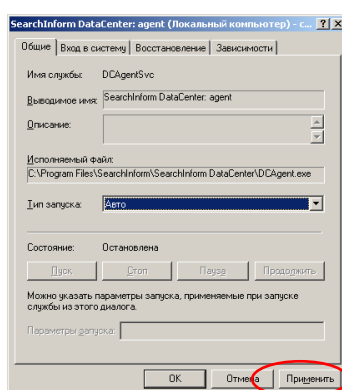 SearchInform DataCenter: agent (Локальный компьютер) - с...
Общие Вход в систему Восстановление Зависимости
Имя службы: DCAgentSvc
Выводимое имя: SearchInform DataCenter: agent
Описание:
Исполняемый файл:
C:\Program Files\SearchInform\SearchInform DataCenter\DCAgent.exe
Тип запуска: Авто
Состояние: Остановлена
Пуск Стоп Пауза Продолжить
Можно указать параметры запуска, применяемые при запуске
службы из этого диалога.
Параметры запуска:
OK Отмена Применить